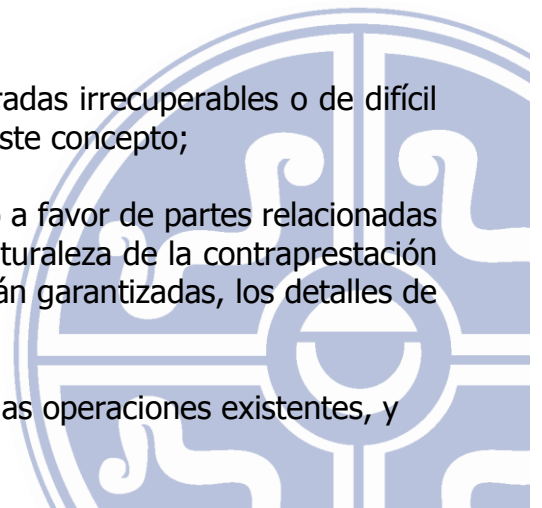 radas irrecuperables o de difícil
ste concepto;
a favor de partes relacionadas
turaleza de la contraprestación
án garantizadas, los detalles de
as operaciones existentes, y